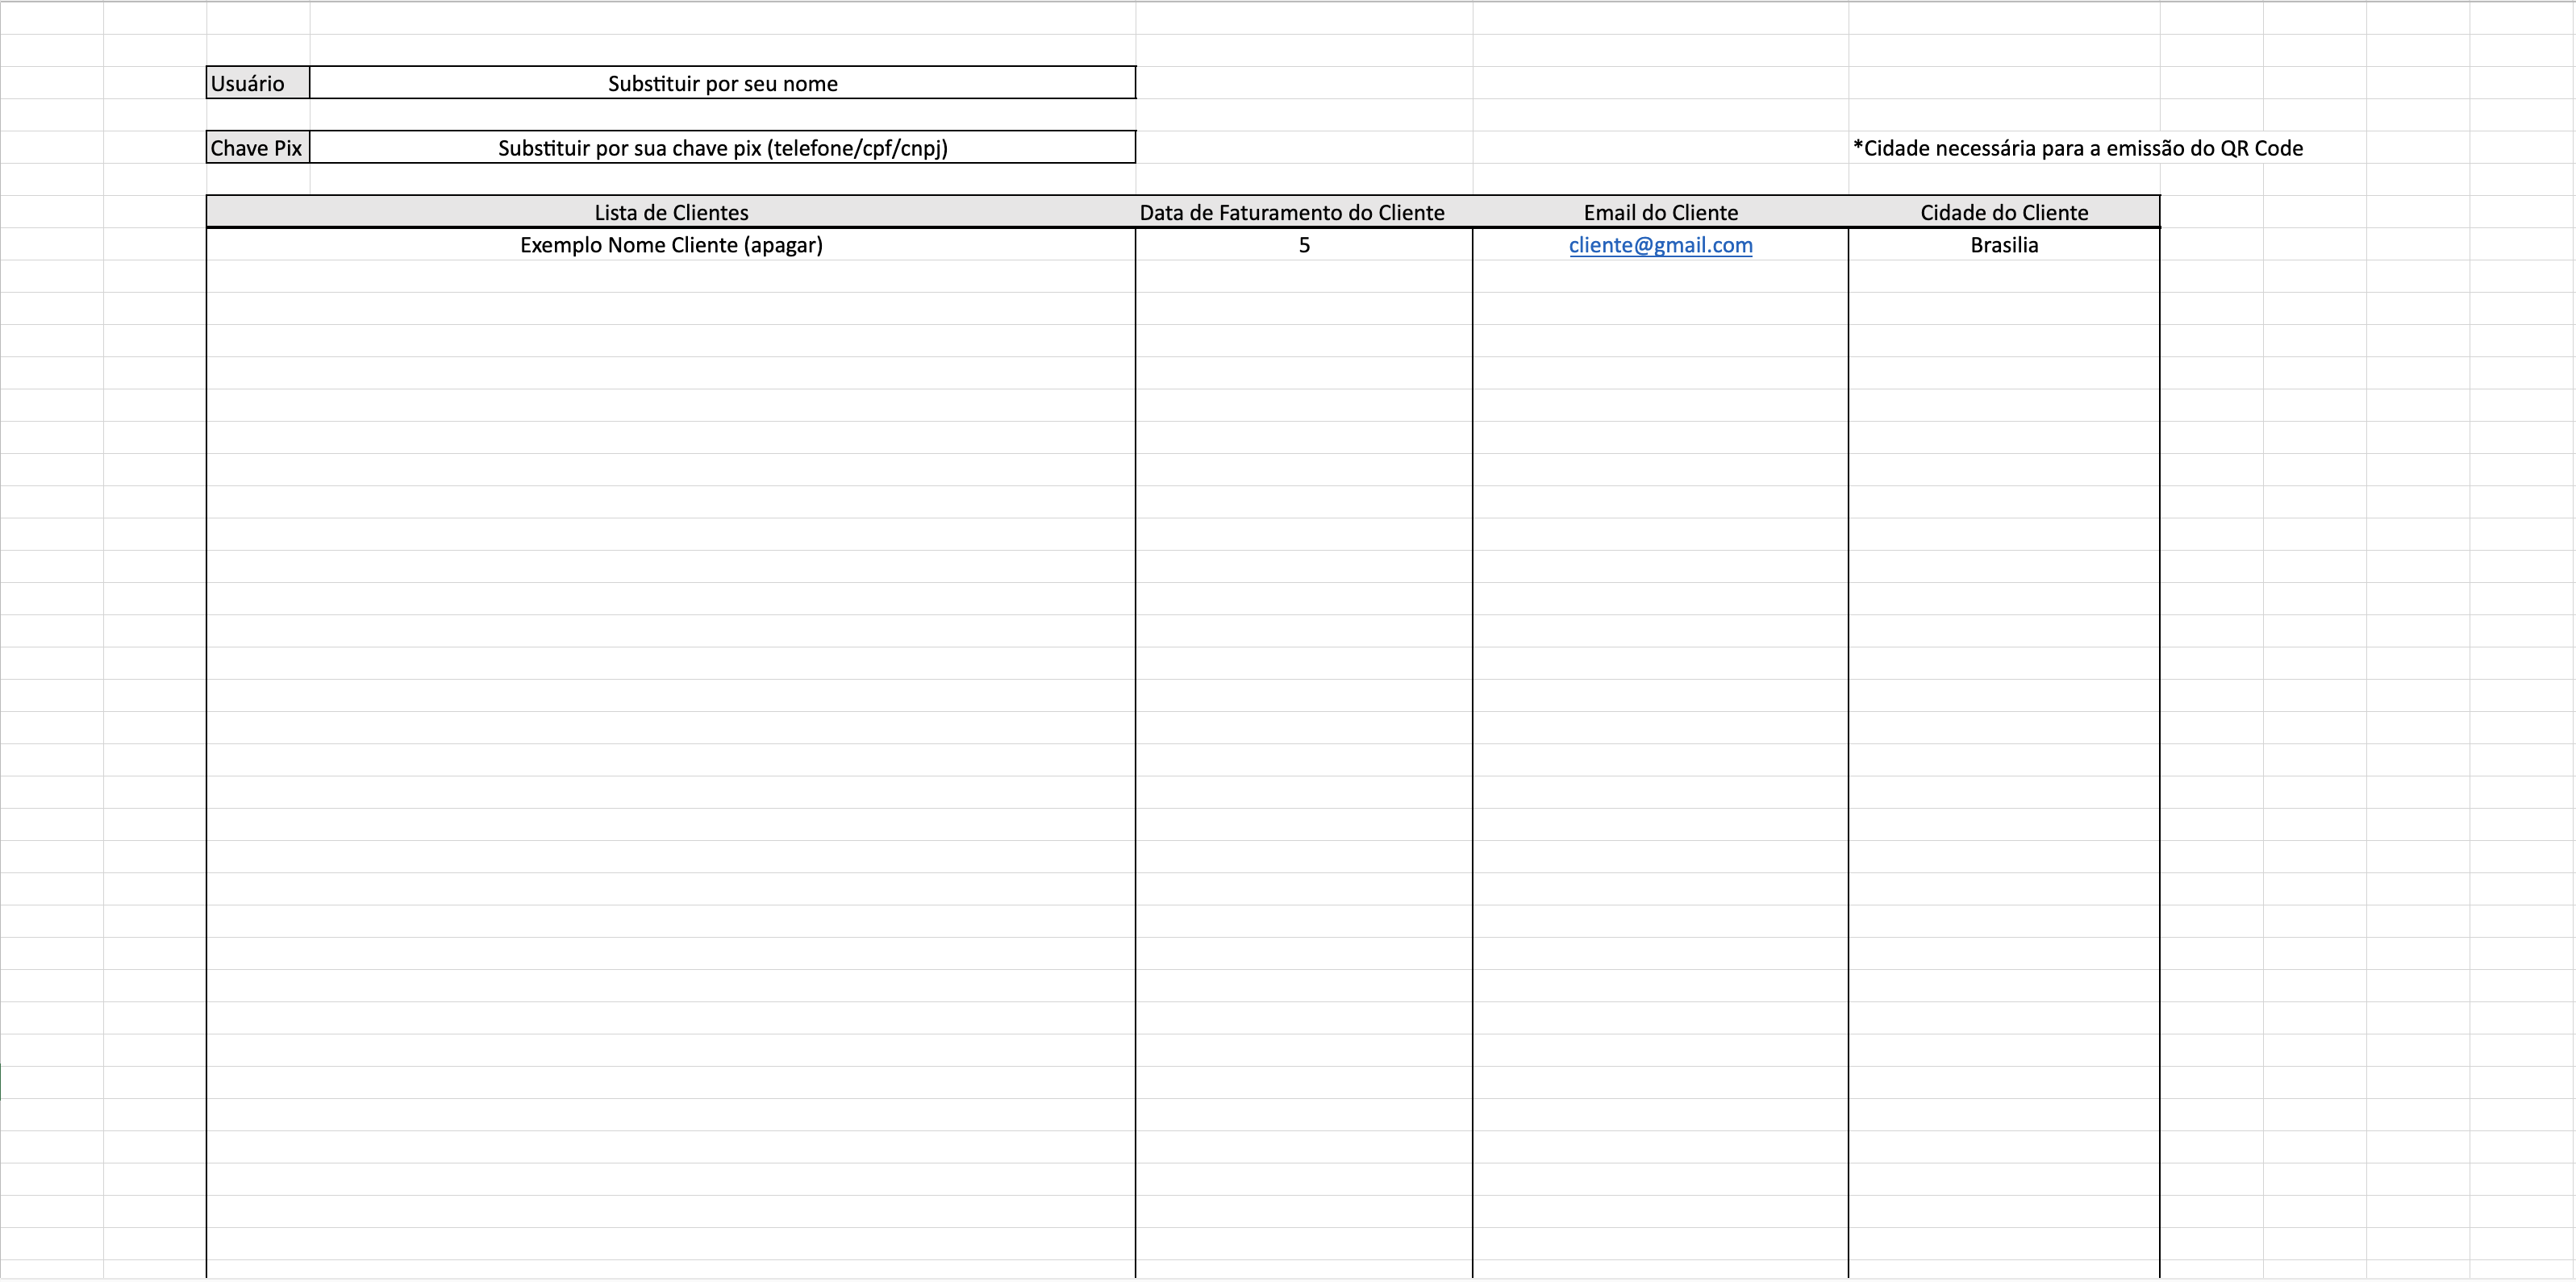 Usuário Substituir por seu nome
Chave Pix Substituir por sua chave pix (telefone/cpf/cnpj) *Cidade necessária para a emissão do QR Code
Lista de Clientes Data de Faturamento do Cliente Email do Cliente Cidade do Cliente
Exemplo Nome Cliente (apagar) 5 cliente@gmail.com Brasilia